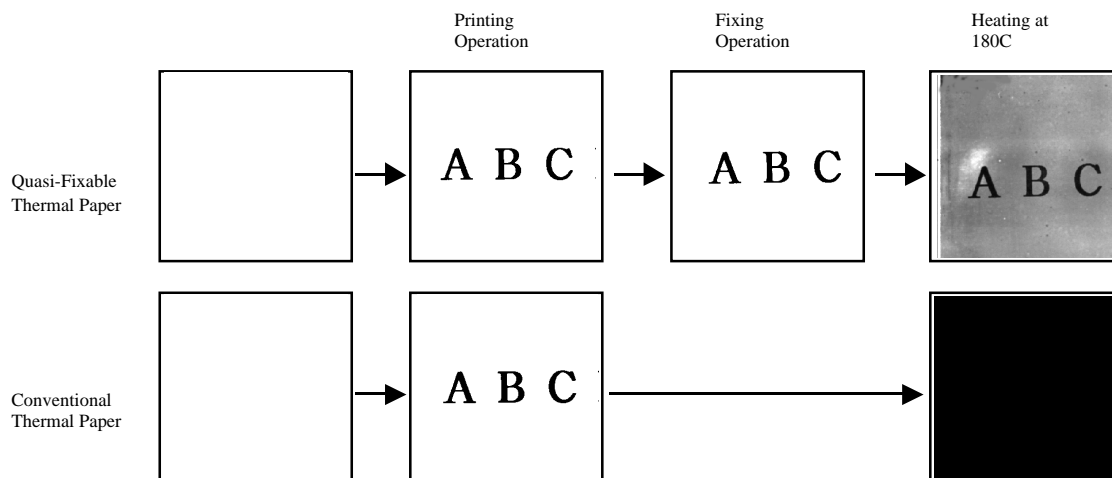 Printing
Operation
Fixing
Operation
Heating at
180C
Quasi-Fixable
Thermal Paper
A B C
A B C
A B C
Conventional
Thermal Paper
A B C